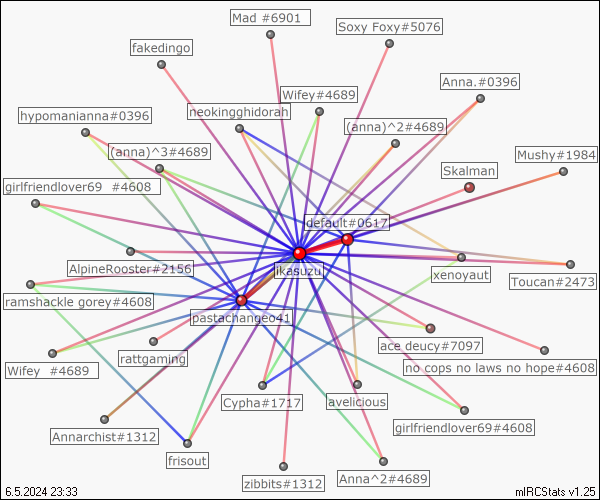 Mad #6901
Soxy Foxy#5076
fakedingo
Anna.#0396
Wifey#4689
hypomanianna#0396
neokingghidorah
(anna)^2#4689
(anna)^3#4689
Mushy#1984
Skalman
girlfriendlover69 #4608
default#0617
AlpineRooster#2156
ikasuzu
xenoyaut
Toucan#2473
ramshackle gorey#4608
pastachangeo41
ace_deucy#7097
Wifey #4689
rattgaming
no cops no laws no hope#4608
Cypha#1717
avelicious
girlfriendlover69#4608
Annarchist#1312
frisout
zibbits#1312
Anna^2#4689
6.5.2024 23:33
mIRCStats v1.25